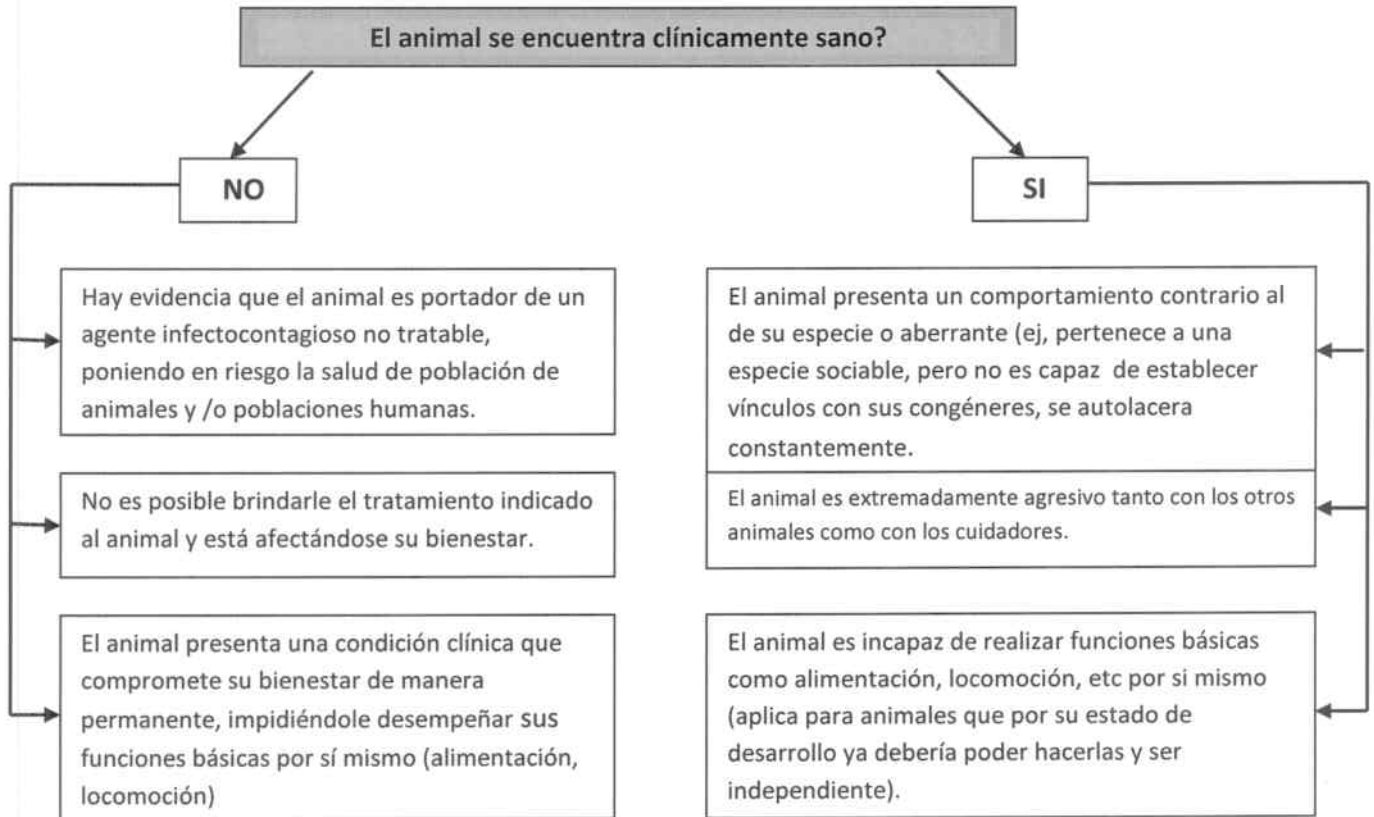 El animal se encuentra clínicamente sano?
NO
SI
Hay evidencia que el animal es portador de un
agente infectocontagioso no tratable,
poniendo en riesgo la salud de población de
animales y /o poblaciones humanas.
No es posible brindarle el tratamiento indicado
al animal y está afectándose su bienestar.
El animal presenta una condición clínica que
compromete su bienestar de manera
permanente, impidiéndole desempeñar sus
funciones básicas por sí mismo (alimentación,
locomoción)
El animal presenta un comportamiento contrario al
de su especie o aberrante (ej, pertenece a una
especie sociable, pero no es capaz de establecer
vínculos con sus congéneres, se autolacera
constantemente.
El animal es extremadamente agresivo tanto con los otros
animales como con los cuidadores.
El animal es incapaz de realizar funciones básicas
como alimentación, locomoción, etc por si mismo
(aplica para animales que por su estado de
desarrollo ya debería poder hacerlas y ser
independiente).